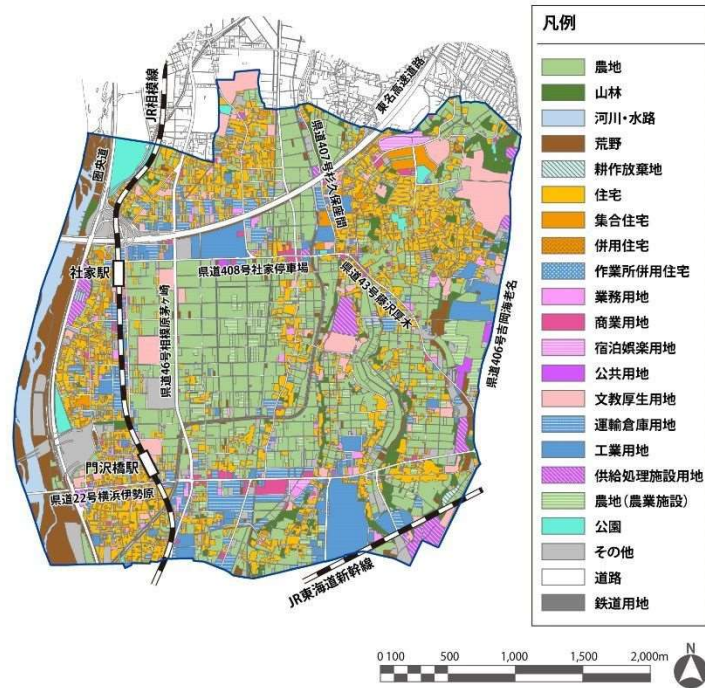 凡例
農地
山林
河川・水路
荒野
耕作放棄地
住宅
集合住宅
併用住宅
作業所併用住宅
業務用地
商業用地
宿泊娯楽用地
公共用地
文教厚生用地
運輸倉庫用地
工業用地
供給処理施設用地
農地(農業施設)
公園
その他
道路
鉄道用地
JR相模線
東名高速道路
圏央道
県道407号杉久保座間
社家駅
県道408号社家停車場
県道43号藤沢厚木
県道46号相模原茅ヶ崎
県道406号吉岡海老名
門沢橋駅
県道22号横浜伊勢原
JR東海道新幹線
0 100 500 1,000 1,500 2,000m
N